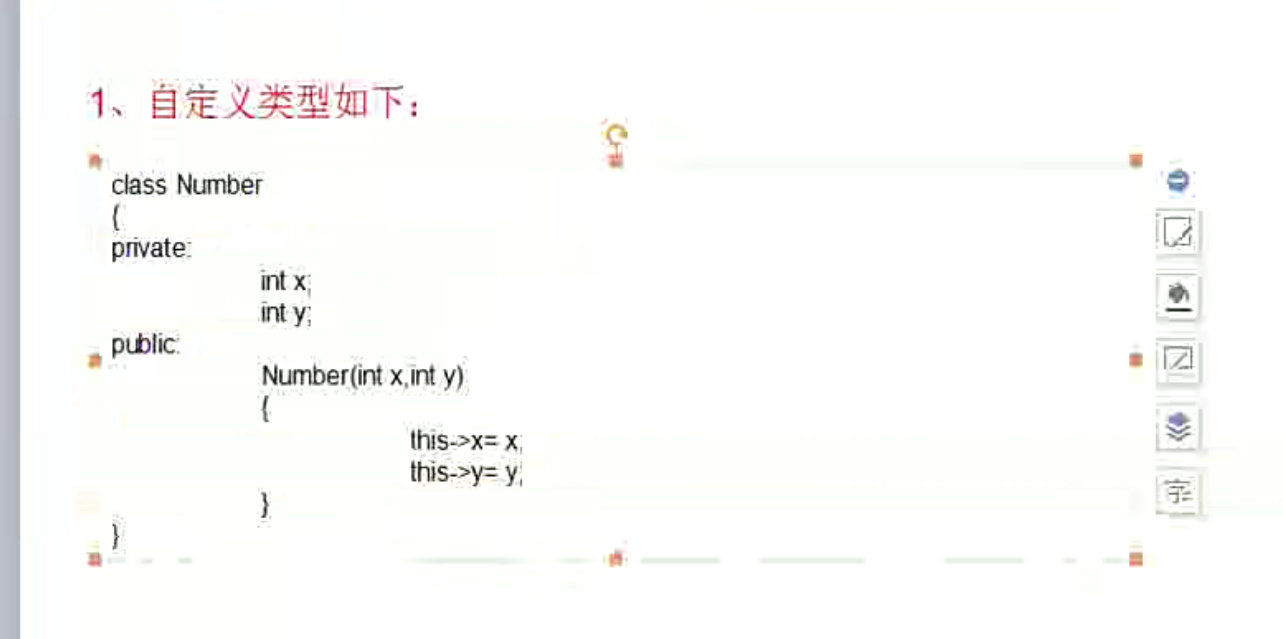 1、自定义类型如下：
class Number
{
private:
int x;
int y;
public:
Number(int x,int y)
{
this->x= x;
this->y= y;
}
}
字